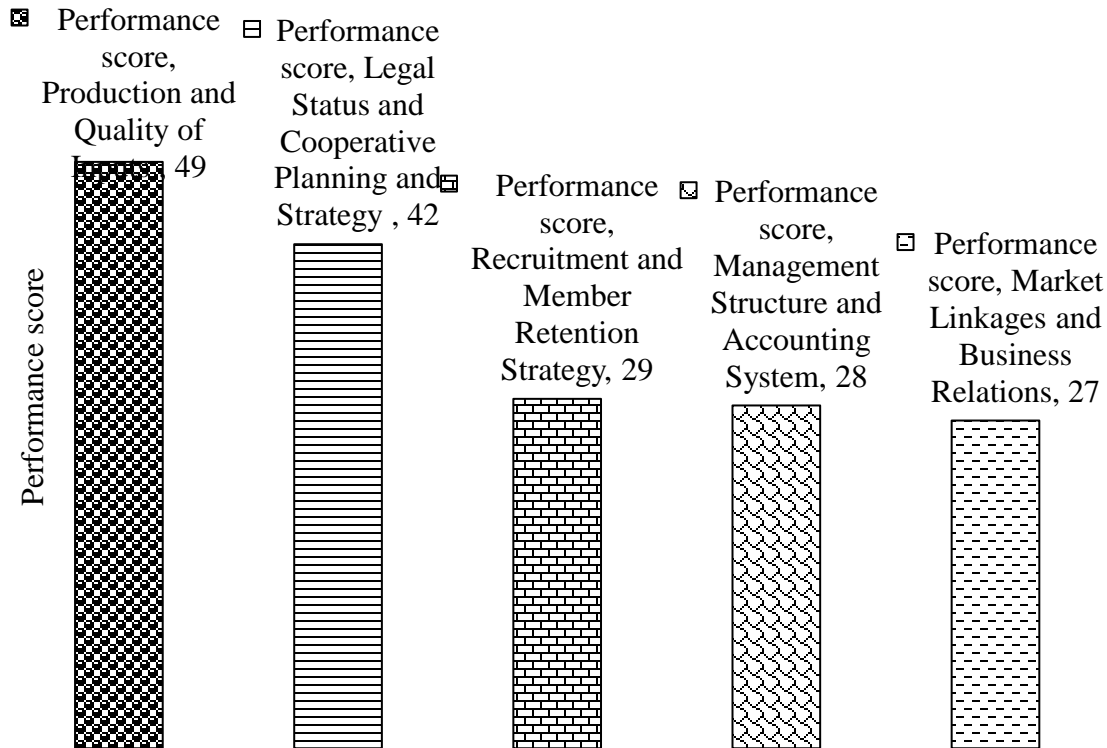 Performance
score,
Production and
Quality of
Inputs , 49
Performance
score, Legal
Status and
Cooperative
Planning and
Strategy , 42
Performance
score,
Recruitment and
Member
Retention
Strategy, 29
Performance
score,
Management
Structure and
Accounting
System, 28
Performance
score, Market
Linkages and
Business
Relations, 27
Performance score